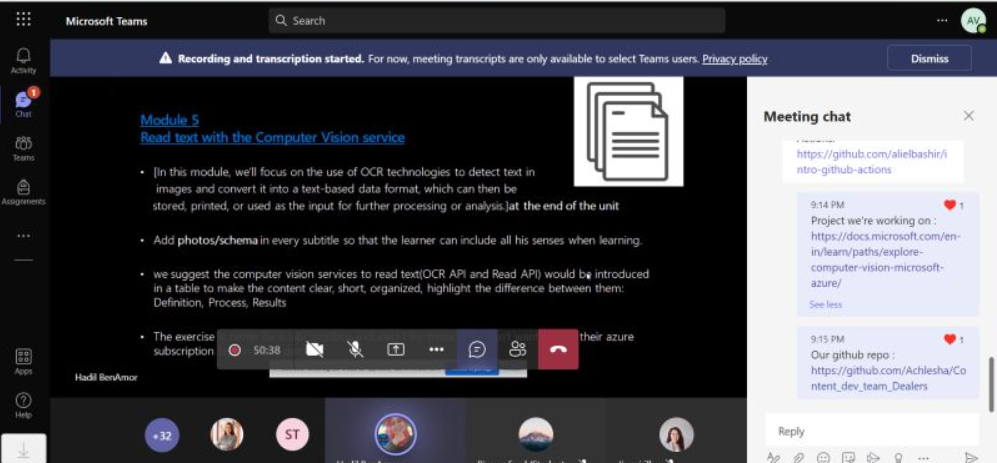 Microsoft Teams
Search
AV
Activity
1
Chat
Teams
Assignments
Apps
Help
Recording and transcription started. For now, meeting transcripts are only available to select Teams users. Privacy policy
Dismiss
Module 5
Read text with the Computer Vision service
• [In this module, we'll focus on the use of OCR technologies to detect text in
images and convert it into a text-based data format, which can then be
stored, printed, or used as the input for further processing or analysis.]at the end of the unit
• Add photos/schema in every subtitle so that the learner can include all his senses when learning.
• we suggest the computer vision services to read text(OCR API and Read API) would be introduced
in a table to make the content clear, short, organized, highlight the difference between them:
Definition, Process, Results
• The exercise
their azure
subscription
50:38
Hadil BenAmor
+32
ST
Meeting chat
https://github.com/alielbashir/i
ntro-github-actions
9:14 PM
1
Project we're working on :
https://docs.microsoft.com/en-
in/learn/paths/explore-
computer-vision-microsoft-
azure/
See less
9:15 PM
1
Our github repo :
https://github.com/Achlesha/Co
ntent_dev_team_Dealers
Reply